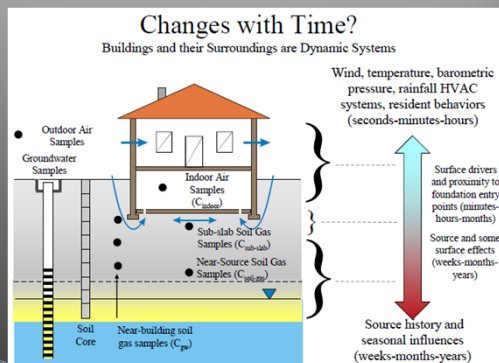 Changes with Time?
Buildings and their Surroundings are Dynamic Systems
Wind, temperature, barometric
pressure, rainfall HVAC
systems, resident behaviors
(seconds-minutes-hours)
Outdoor Air
Samples
Groundwater
Samples
Indoor Air
Samples
(Cindoor)
Sub-slab Soil Gas
Samples (Csub-slab)
Near-Source Soil Gas
Samples (Csoil-gas)
Soil
Core
Near-building soil
gas samples (Cgw)
Surface drivers
and proximity to
foundation entry
points (minutes-
hours-months)
Source and some
surface effects
(weeks-months-
years)
Source history and
seasonal influences
(weeks-months-years)